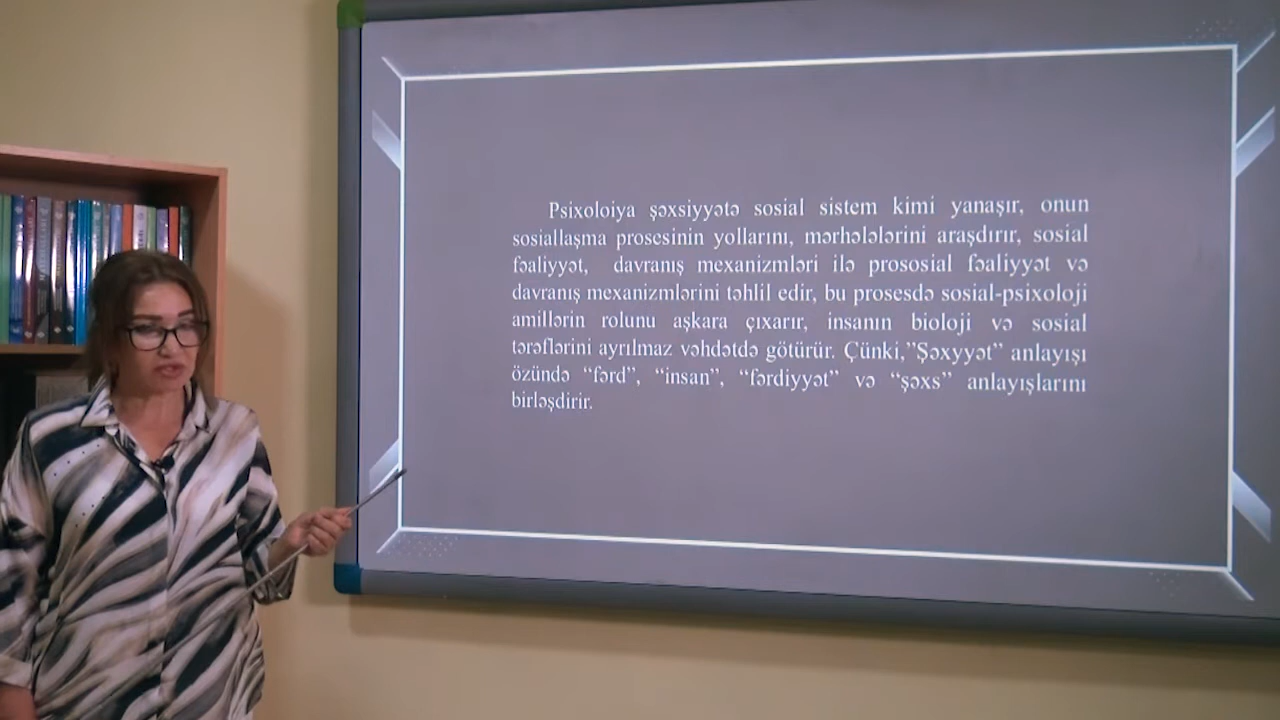 Psixoloiya şəxsiyyətə sosial sistem kimi yanaşır, onun
sosiallaşma prosesinin yollarını, mərhələlərini araşdırır, sosial
fəaliyyət, davranış mexanizmləri ilə prososial fəaliyyət və
davranış mexanizmlərini təhlil edir, bu prosesdə sosial-psixoloji
amillərin rolunu aşkara çıxarır, insanın bioloji və sosial
tərəflərini ayrılmaz vəhdətdə götürür. Çünki,”Şəxyyət” anlayışı
özündə “fərd”, “insan”, “fərdiyyət” və “şəxs” anlayışlarını
birləşdirir.